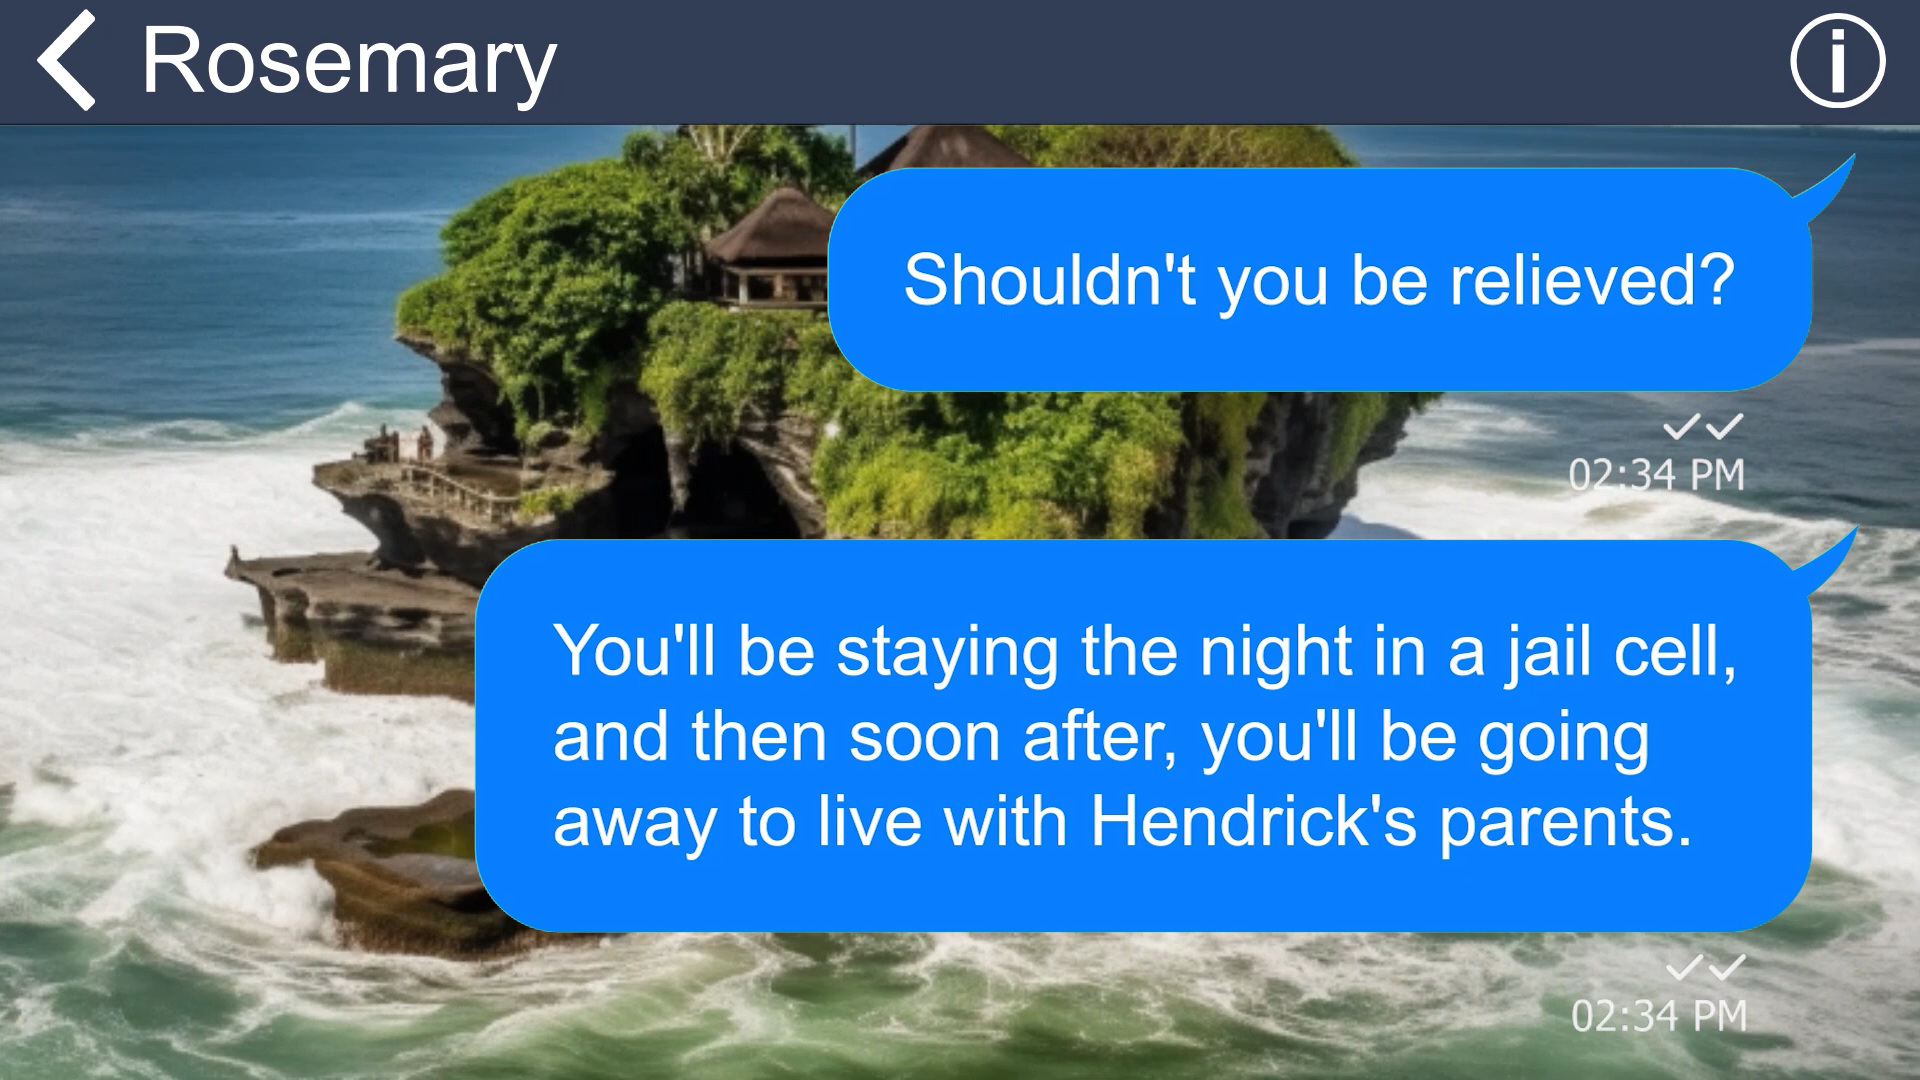 Rosemary
Shouldn't you be relieved?
02:34 PM
You'll be staying the night in a jail cell,
and then soon after, you'll be going
away to live with Hendrick's parents.
02:34 PM